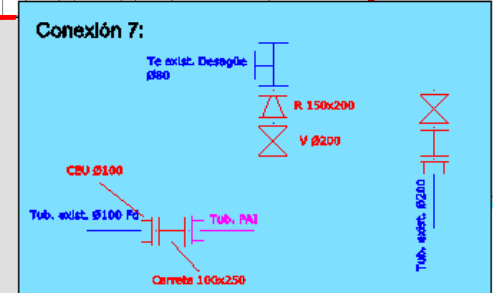 Conexión 7:
Te exist. Desagüe
Ø80
R 150x200
V Ø200
CEU Ø100
Tub. exist. Ø100 Fd
Tub. PAI
Carrete 100x250
Tub. exist. Ø200